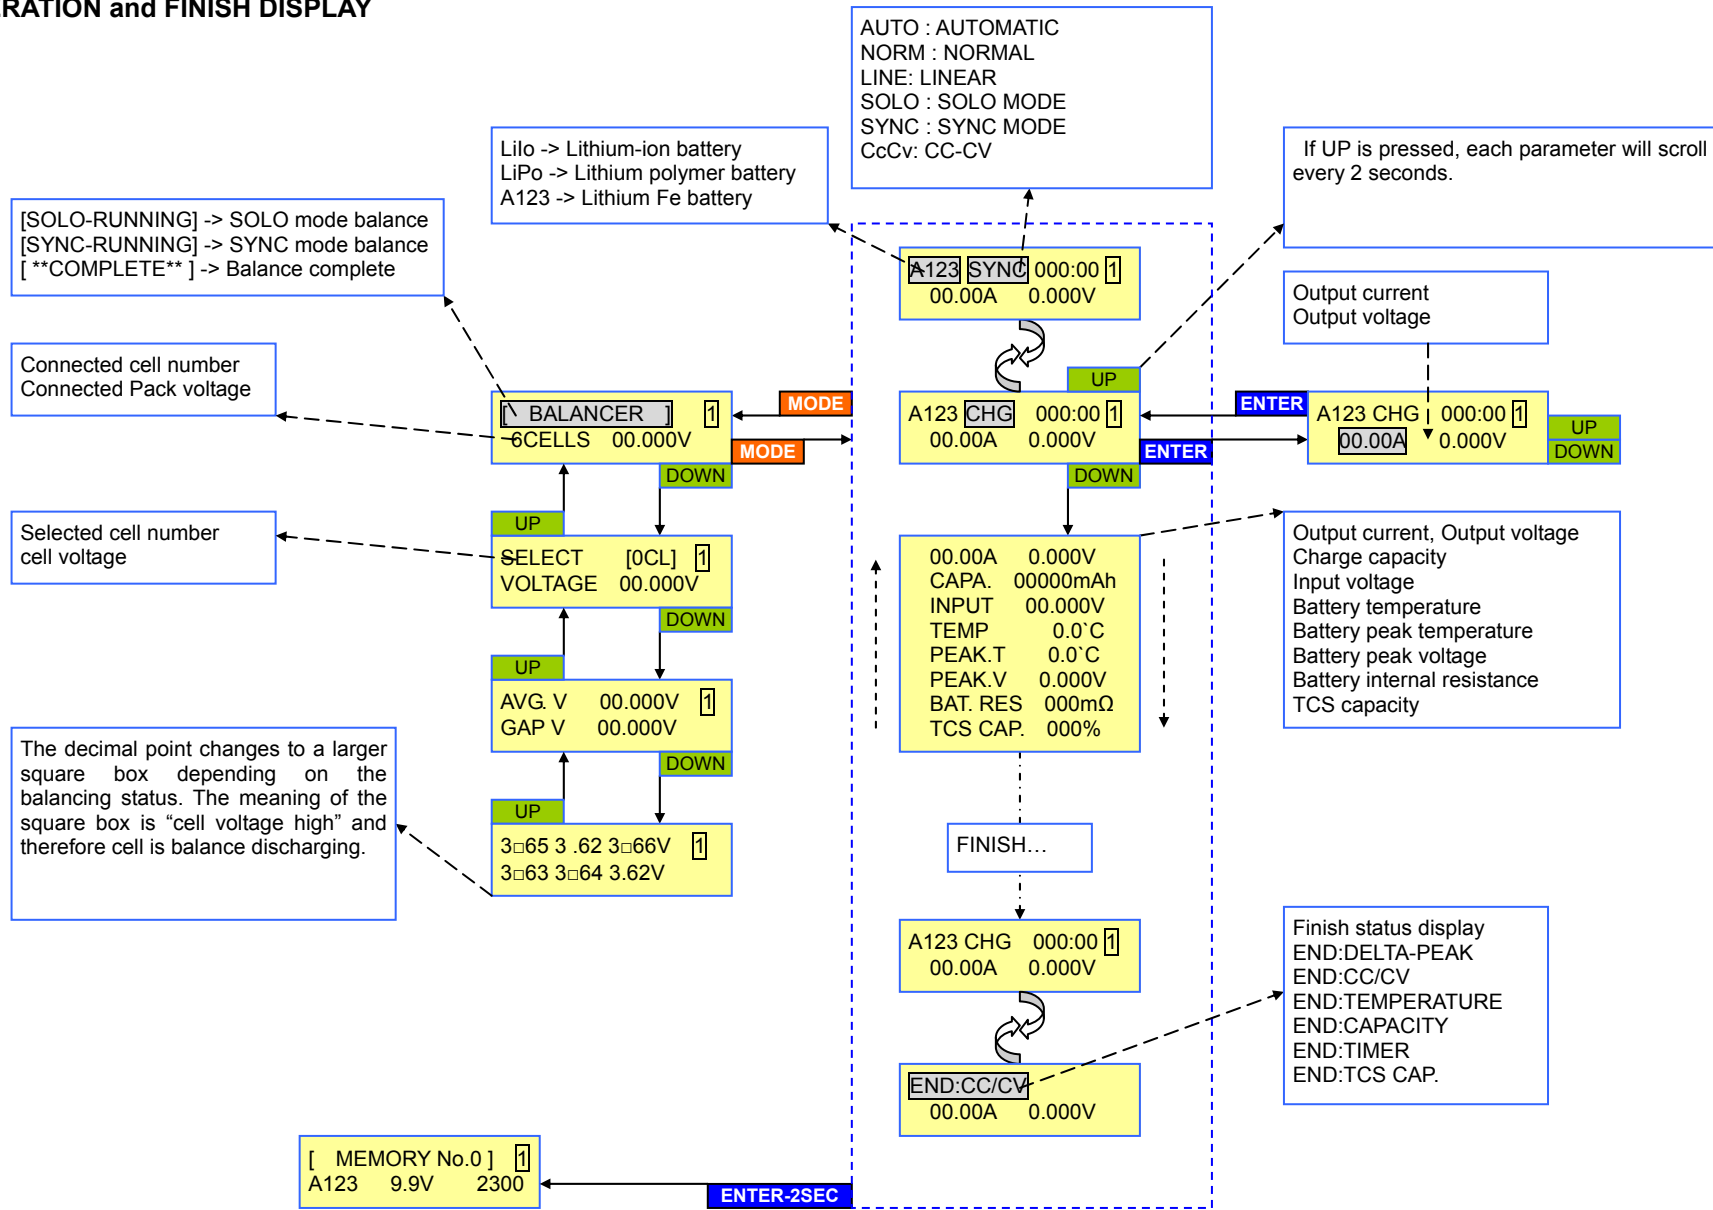 ERATION and FINISH DISPLAY
AUTO : AUTOMATIC
NORM : NORMAL
LINE: LINEAR
SOLO : SOLO MODE
SYNC : SYNC MODE
CcCv: CC-CV
LiIo -> Lithium-ion battery
LiPo -> Lithium polymer battery
A123 -> Lithium Fe battery
If UP is pressed, each parameter will scroll
every 2 seconds.
[SOLO-RUNNING] -> SOLO mode balance
[SYNC-RUNNING] -> SYNC mode balance
[ **COMPLETE** ] -> Balance complete
A123 SYNC 000:00 1
00.00A 0.000V
Output current
Output voltage
Connected cell number
Connected Pack voltage
UP
[ BALANCER ] 1
6CELLS 00.000V
MODE
MODE
DOWN
A123 CHG 000:00 1
00.00A 0.000V
ENTER
ENTER
DOWN
A123 CHG 000:00 1
00.00A 0.000V
UP
DOWN
Selected cell number
cell voltage
UP
SELECT [0CL] 1
VOLTAGE 00.000V
DOWN
00.00A 0.000V
CAPA. 00000mAh
INPUT 00.000V
TEMP 0.0`C
PEAK.T 0.0`C
PEAK.V 0.000V
BAT. RES 000mΩ
TCS CAP. 000%
Output current, Output voltage
Charge capacity
Input voltage
Battery temperature
Battery peak temperature
Battery peak voltage
Battery internal resistance
TCS capacity
UP
AVG. V 00.000V 1
GAP V 00.000V
DOWN
The decimal point changes to a larger
square box depending on the
balancing status. The meaning of the
square box is “cell voltage high” and
therefore cell is balance discharging.
UP
3□65 3 .62 3□66V 1
3□63 3□64 3.62V
FINISH…
A123 CHG 000:00 1
00.00A 0.000V
Finish status display
END:DELTA-PEAK
END:CC/CV
END:TEMPERATURE
END:CAPACITY
END:TIMER
END:TCS CAP.
END:CC/CV
00.00A 0.000V
[ MEMORY No.0 ] 1
A123 9.9V 2300
ENTER-2SEC